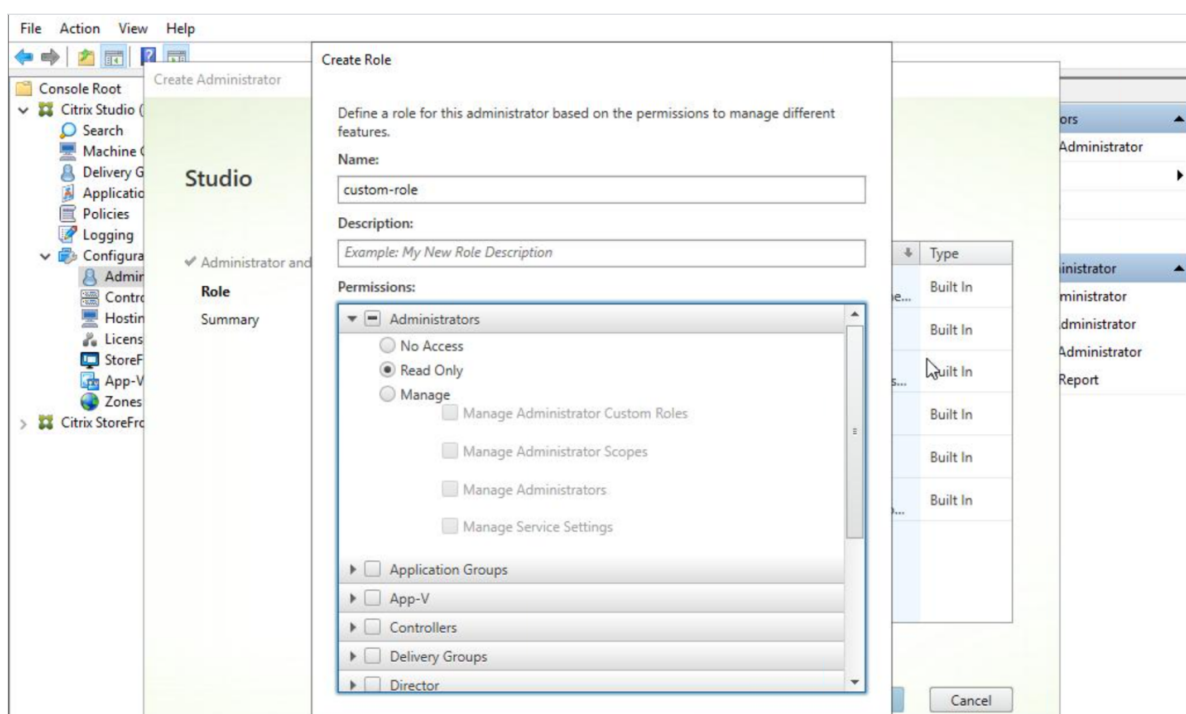 File Action View Help
Create Role
Create Administrator
Console Root
Citrix Studio (
Search
Machine
Delivery G
Applicatio
Policies
Logging
Configura
Admin
Contro
Hostin
Licens
StoreF
App-V
Zones
Citrix StoreFro
Studio
Administrator and
Role
Summary
Define a role for this administrator based on the permissions to manage different
features.
Name:
custom-role
Description:
Example: My New Role Description
Permissions:
Administrators
No Access
Read Only
Manage
Manage Administrator Custom Roles
Manage Administrator Scopes
Manage Administrators
Manage Service Settings
Application Groups
App-V
Controllers
Delivery Groups
Director
Type
Built In
Built In
Built In
Built In
Built In
Built In
Cancel
ors
Administrator
inistrator
ministrator
dministrator
Administrator
Report